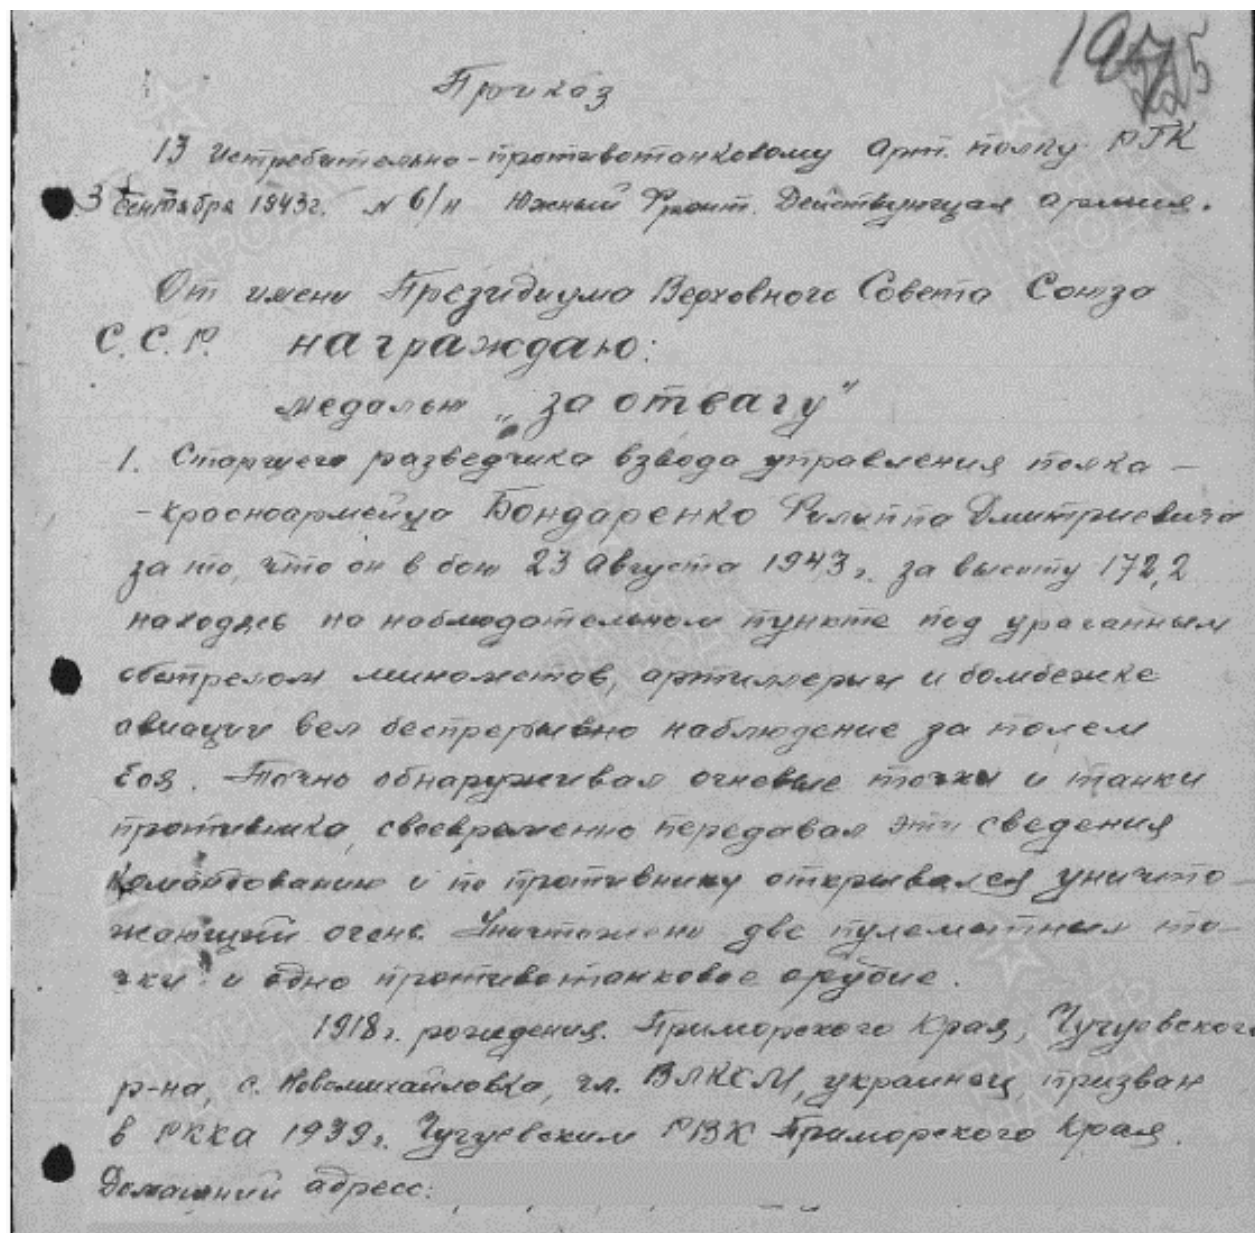 Приказ
13 Истребительно-противотанковому Арт. полку РГК
3 Сентября 1943г. № б/н Южный Фронт. Действующая армия.
От имени Президиума Верховного Совета Союза
С.С.Р. награждаю:
медалью „за отвагу"
1. Старшего разведчика взвода управления полка –
- красноармейца Бондаренко Филиппа Дмитриевича
за то, что он в бою 23 августа 1943г. за высоту 172,2
находясь на наблюдательном пункте под ураганным
обстрелом минометов, артиллерии и бомбежке
авиации вел беспрерывно наблюдение за полем
боя. Точно обнаруживал огневые точки и танки
противника, своевременно передавал эти сведения
командованию и по противнику открывался уничто-
жающий огень. Уничтожено две пулеметных то-
чки и одно противотанковое орудие.
1918г. рождения. Приморского Края, Чугуевского
р-на, с. Новомихайловка, чл. ВЛКСМ, украинец, призван
в РККА 1939г. Чугуевским РВК Приморского Края.
Домашний адресс: